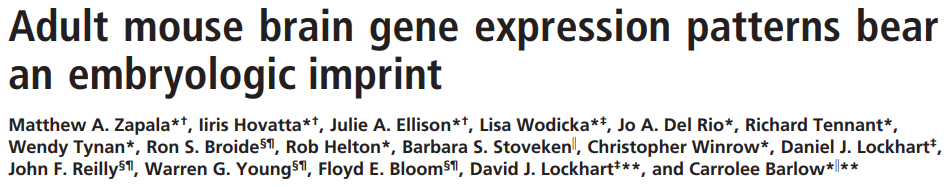 Adult mouse brain gene expression patterns bear
an embryologic imprint
Matthew A. Zapala*†, Iiris Hovatta*†, Julie A. Ellison*†, Lisa Wodicka*‡, Jo A. Del Rio*, Richard Tennant*,
Wendy Tynan*, Ron S. Broide§¶, Rob Helton*, Barbara S. Stoveken‖, Christopher Winrow*, Daniel J. Lockhart‡,
John F. Reilly§¶, Warren G. Young§¶, Floyd E. Bloom§¶, David J. Lockhart‡**, and Carrolee Barlow*‖**